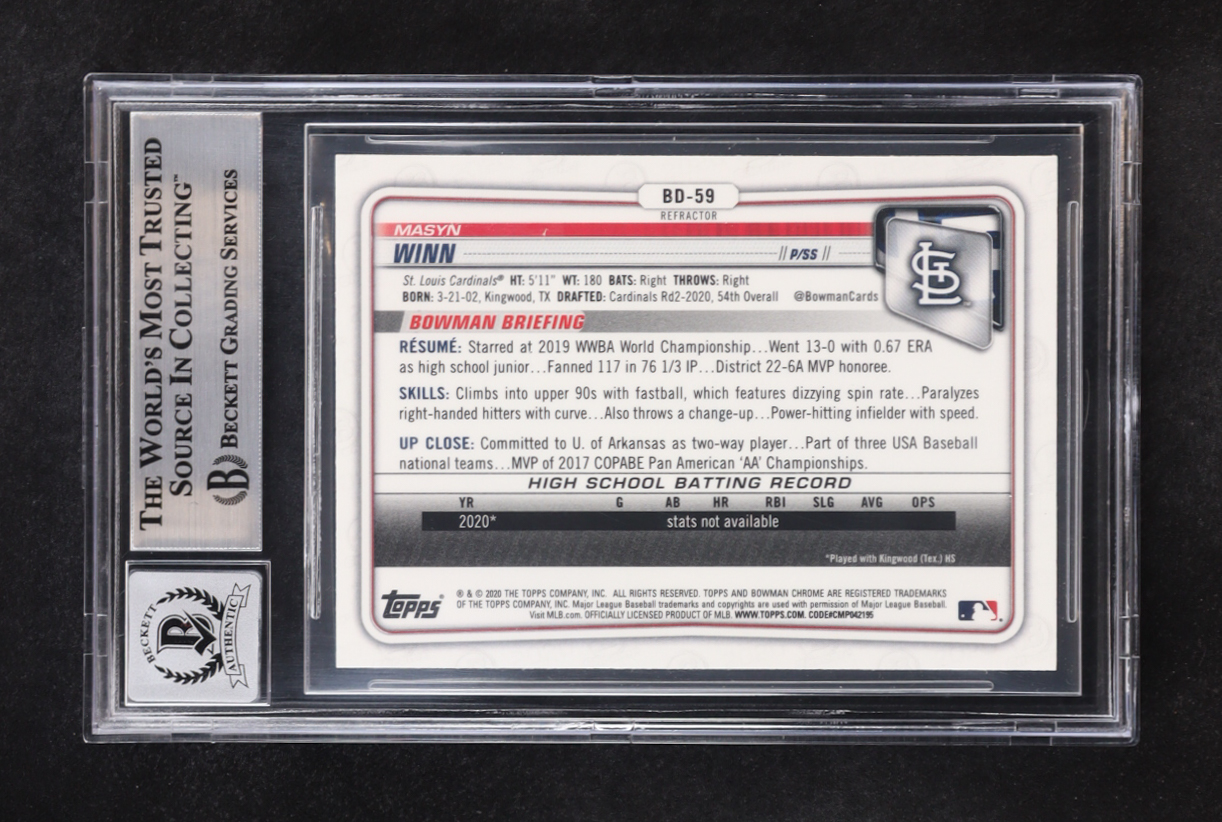 THE WORLD'S MOST TRUSTED
SOURCE IN COLLECTING™
BECKETT GRADING SERVICES
B
BECKETT
AUTHENTIC
BD-59
REFRACTOR
MASYN
WINN
// P/SS //
STL
St. Louis Cardinals® HT: 5'11" WT: 180 BATS: Right THROWS: Right
BORN: 3-21-02, Kingwood, TX DRAFTED: Cardinals Rd2-2020, 54th Overall @BowmanCards
BOWMAN BRIEFING
RÉSUMÉ: Starred at 2019 WWBA World Championship...Went 13-0 with 0.67 ERA
as high school junior...Fanned 117 in 76 1/3 IP...District 22-6A MVP honoree.
SKILLS: Climbs into upper 90s with fastball, which features dizzying spin rate...Paralyzes
right-handed hitters with curve...Also throws a change-up...Power-hitting infielder with speed.
UP CLOSE: Committed to U. of Arkansas as two-way player...Part of three USA Baseball
national teams...MVP of 2017 COPABE Pan American 'AA' Championships.
HIGH SCHOOL BATTING RECORD
YR G AB HR RBI SLG AVG OPS
2020* stats not available
*Played with Kingwood (Tex.) HS
TOPPS®
® & © 2020 THE TOPPS COMPANY, INC. ALL RIGHTS RESERVED. TOPPS AND BOWMAN CHROME ARE REGISTERED TRADEMARKS
OF THE TOPPS COMPANY, INC. Major League Baseball trademarks and copyrights are used with permission of Major League Baseball.
Visit MLB.com. OFFICIALLY LICENSED PRODUCT OF MLB. WWW.TOPPS.COM. CODE#CMP042195